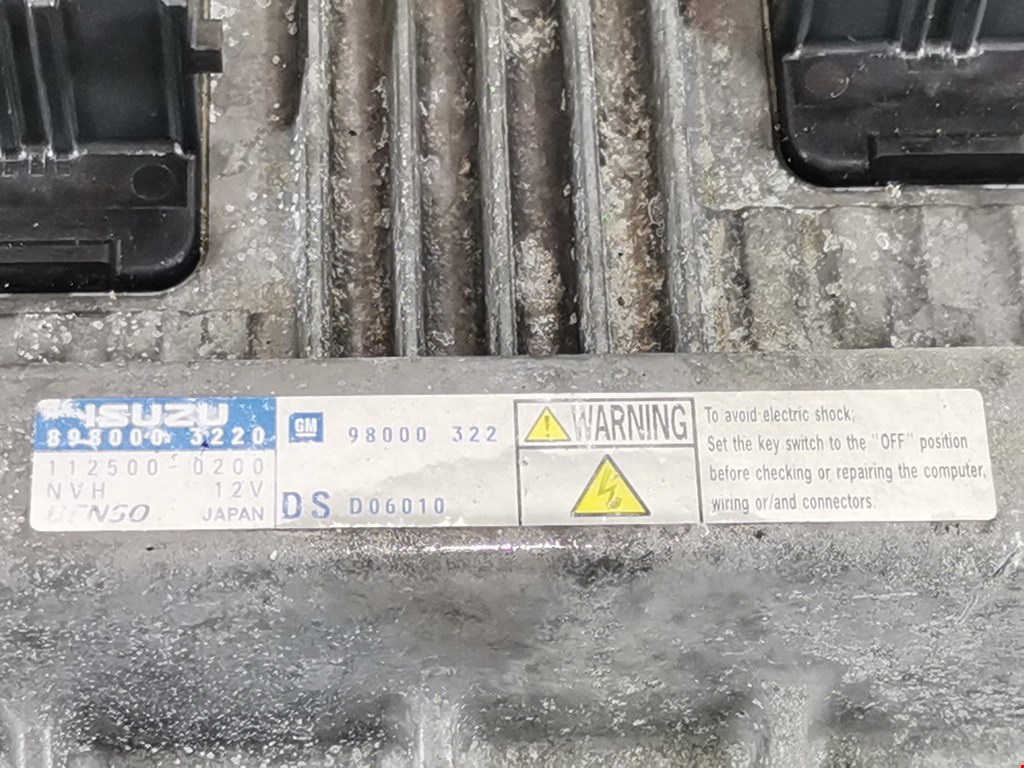 ISUZU
898000 3220
112500-0200
NVH 12V
DENSO JAPAN
GM 98000 322
DS D06010
WARNING
To avoid electric shock,
Set the key switch to the "OFF" position
before checking or repairing the computer,
wiring or/and connectors.